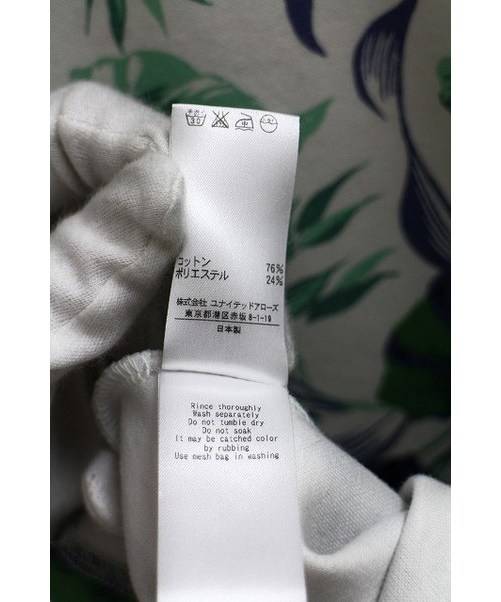 30
コットン 76%
ポリエステル 24%
株式会社 ユナイテッドアローズ
東京都港区赤坂8-1-19
日本製
Rince thoroughly
Wash separately
Do not tumble dry
Do not soak
It may be catched color
by rubbing
Use mesh bag in washing